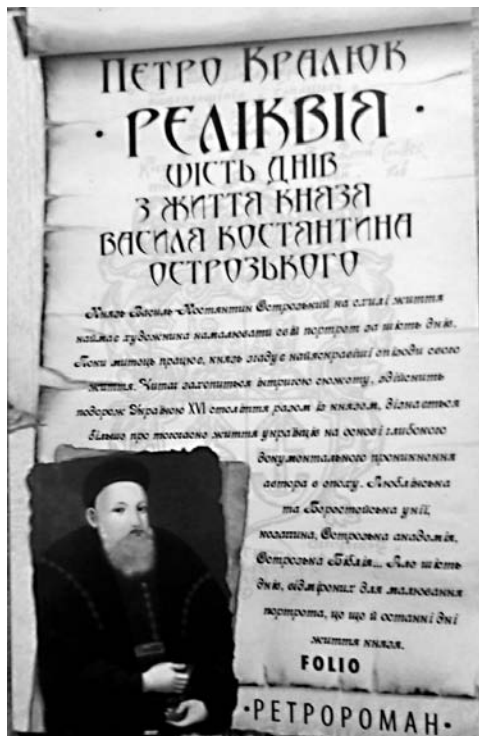 ПЕТРО КРАЛЮК
· РЕЛІКВІЯ ·
ШІСТЬ ДНІВ
З ЖИТТЯ КНЯЗЯ
ВАСИЛЯ КОСТЯНТИНА
ОСТРОЗЬКОГО
Князь Василь-Костянтин Острозький на схилі життя
наймає художника намалювати свій портрет за шість днів.
Поки митець працює, князь згадує найяскравіші епізоди свого
життя. Читач захопиться інтригою сюжету, здійснить
подорож Україною XVI століття разом із князем, дізнається
більше про тогочасне життя українців на основі глибокого
документального проникнення
автора в епоху. Люблінська
та Берестейська унії,
козаччина, Острозька академія,
Острозька Біблія... Але шість
днів, відміряних для малювання
портрета, це ще й останні дні
життя князя.
FOLIO
·РЕТРОРОМАН·